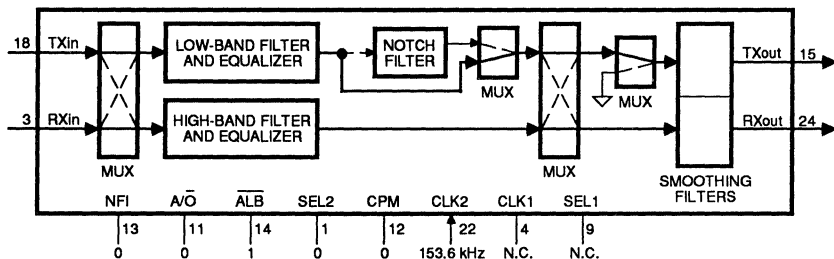 18 TXin LOW-BAND FILTER AND EQUALIZER NOTCH FILTER MUX MUX TXout 15
3 RXin HIGH-BAND FILTER AND EQUALIZER RXout 24
MUX MUX SMOOTHING FILTERS
NFI A/O̅ A̅L̅B̅ SEL2 CPM CLK2 CLK1 SEL1
13 11 14 1 12 22 4 9
0 0 1 0 0 153.6 kHz N.C. N.C.